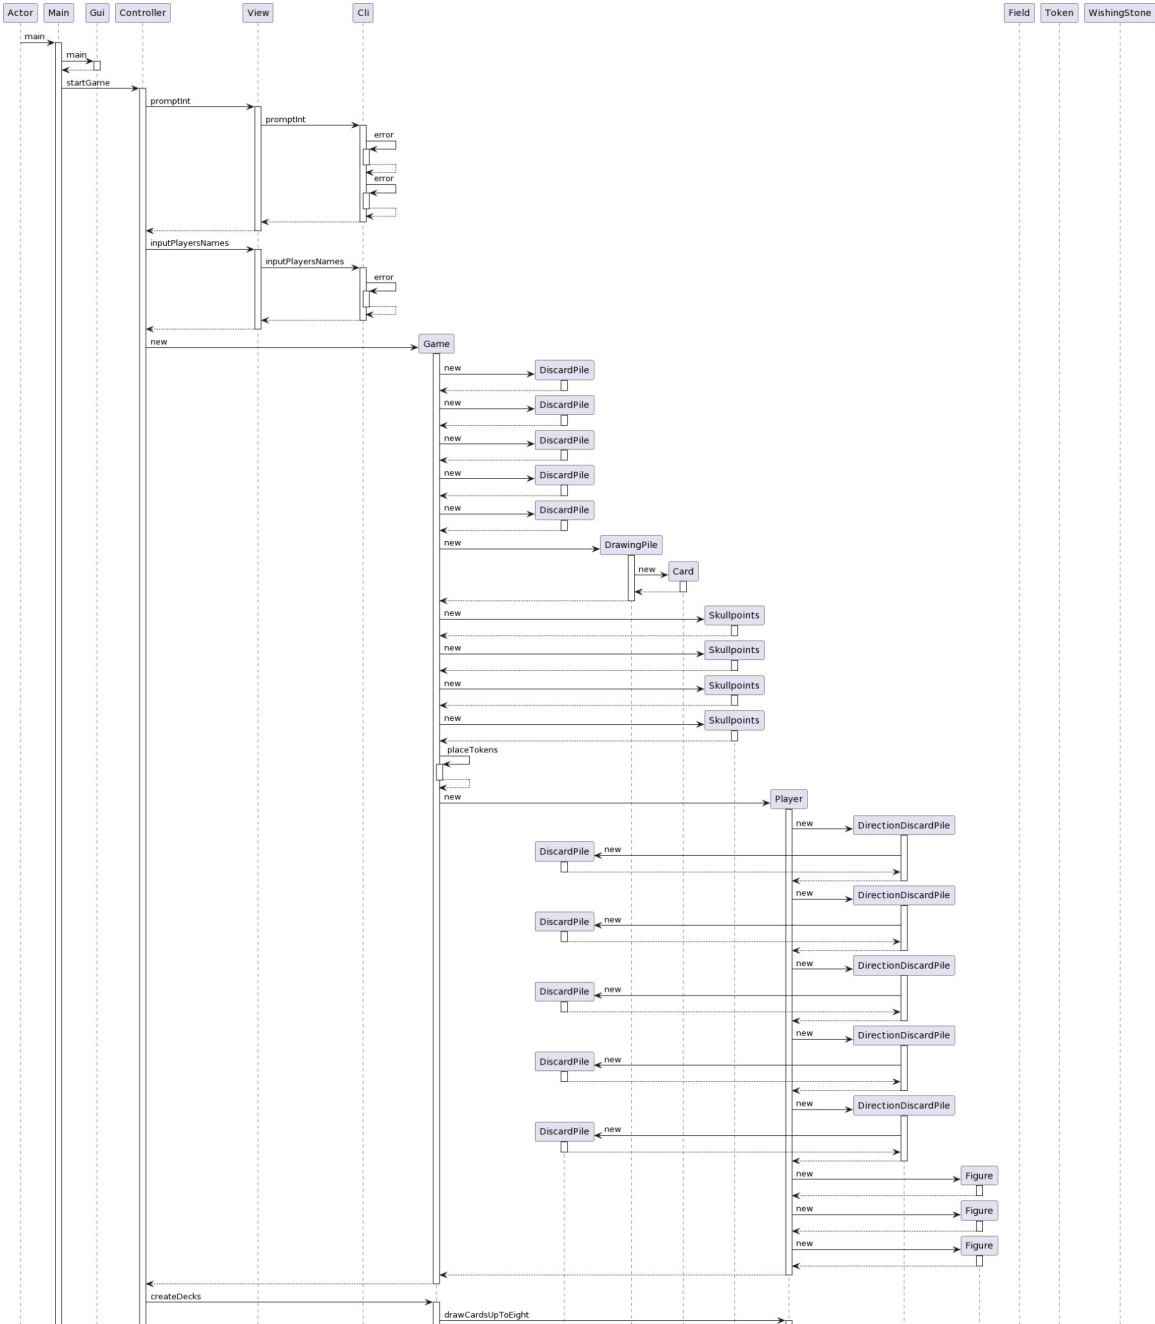 Actor Main Gui Controller View Cli Field Token WishingStone
main
main
startGame
promptInt
promptInt
error
error
inputPlayersNames
inputPlayersNames
error
new Game
new DiscardPile
new DiscardPile
new DiscardPile
new DiscardPile
new DiscardPile
new DrawingPile
new Card
new Skullpoints
new Skullpoints
new Skullpoints
new Skullpoints
placeTokens
new Player
new DirectionDiscardPile
DiscardPile new
new DirectionDiscardPile
DiscardPile new
new DirectionDiscardPile
DiscardPile new
new DirectionDiscardPile
DiscardPile new
new DirectionDiscardPile
DiscardPile new
new Figure
new Figure
new Figure
createDecks
drawCardsUpToEight